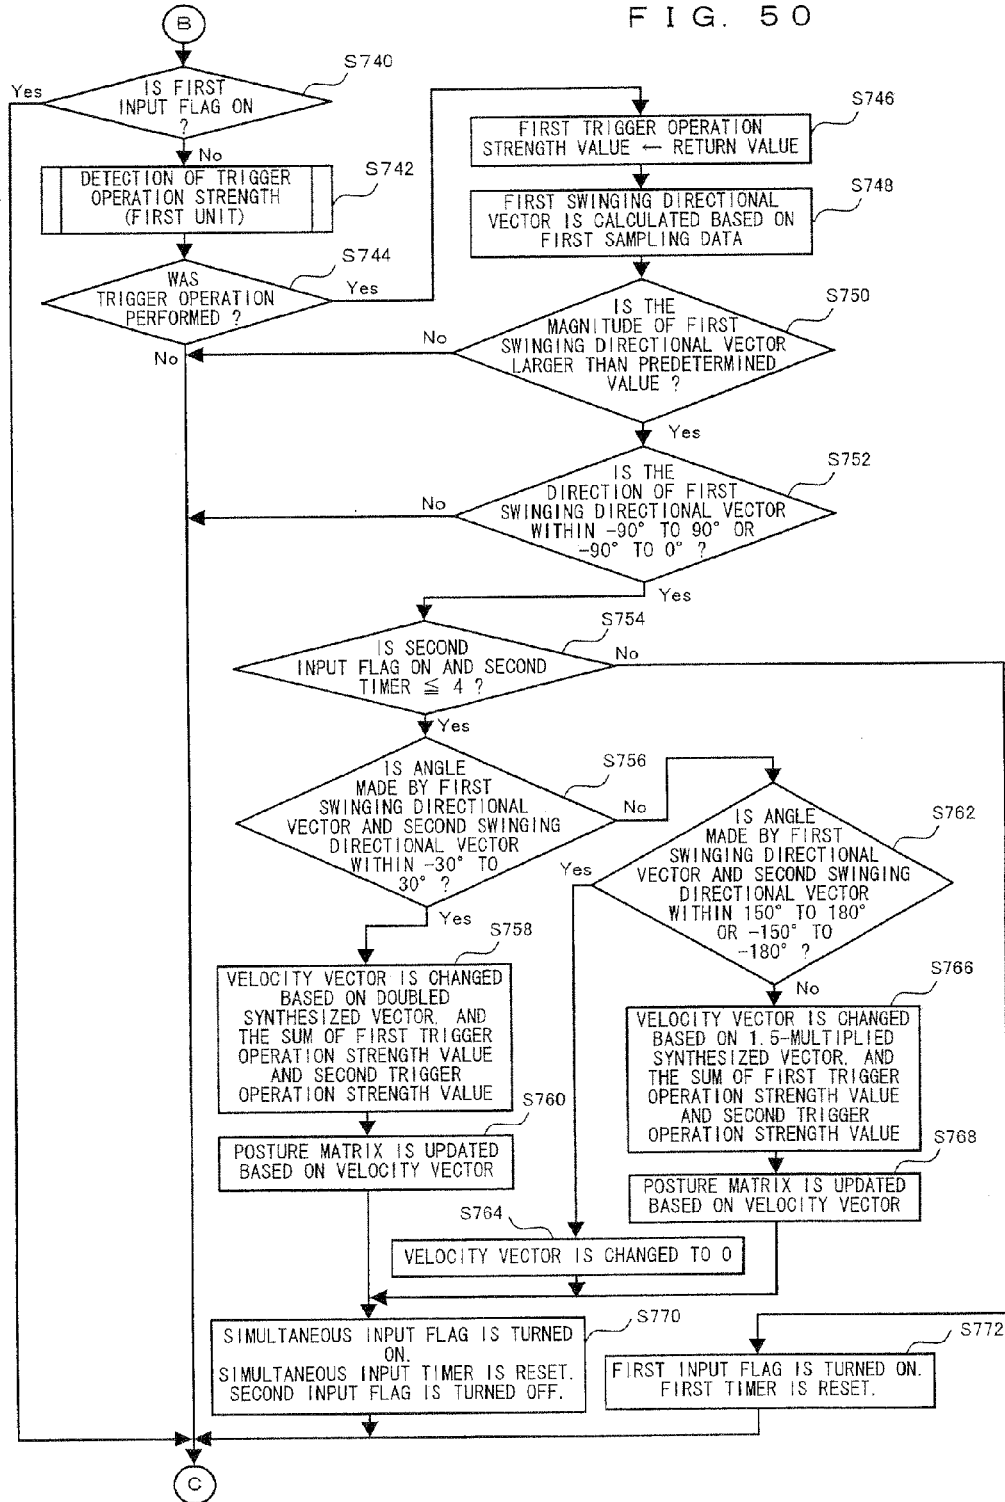 FIG. 50
B
S740
Yes
IS FIRST
INPUT FLAG ON
?
No
S742
DETECTION OF TRIGGER
OPERATION STRENGTH
(FIRST UNIT)
S744
WAS
TRIGGER OPERATION
PERFORMED ?
Yes
No
S746
FIRST TRIGGER OPERATION
STRENGTH VALUE ← RETURN VALUE
S748
FIRST SWINGING DIRECTIONAL
VECTOR IS CALCULATED BASED ON
FIRST SAMPLING DATA
S750
IS THE
MAGNITUDE OF FIRST
SWINGING DIRECTIONAL VECTOR
LARGER THAN PREDETERMINED
VALUE ?
No
Yes
S752
IS THE
DIRECTION OF FIRST
SWINGING DIRECTIONAL VECTOR
WITHIN -90° TO 90° OR
-90° TO 0° ?
No
Yes
S754
IS SECOND
INPUT FLAG ON AND SECOND
TIMER ≦ 4 ?
No
Yes
S756
IS ANGLE
MADE BY FIRST
SWINGING DIRECTIONAL
VECTOR AND SECOND SWINGING
DIRECTIONAL VECTOR
WITHIN -30° TO
30° ?
No
Yes
S762
IS ANGLE
MADE BY FIRST
SWINGING DIRECTIONAL
VECTOR AND SECOND SWINGING
DIRECTIONAL VECTOR
WITHIN 150° TO 180°
OR -150° TO
-180° ?
Yes
No
S758
VELOCITY VECTOR IS CHANGED
BASED ON DOUBLED
SYNTHESIZED VECTOR, AND
THE SUM OF FIRST TRIGGER
OPERATION STRENGTH VALUE
AND SECOND TRIGGER
OPERATION STRENGTH VALUE
S760
POSTURE MATRIX IS UPDATED
BASED ON VELOCITY VECTOR
S766
VELOCITY VECTOR IS CHANGED
BASED ON 1.5-MULTIPLIED
SYNTHESIZED VECTOR, AND
THE SUM OF FIRST TRIGGER
OPERATION STRENGTH VALUE
AND SECOND TRIGGER
OPERATION STRENGTH VALUE
S768
POSTURE MATRIX IS UPDATED
BASED ON VELOCITY VECTOR
S764
VELOCITY VECTOR IS CHANGED TO 0
S770
SIMULTANEOUS INPUT FLAG IS TURNED
ON.
SIMULTANEOUS INPUT TIMER IS RESET.
SECOND INPUT FLAG IS TURNED OFF.
S772
FIRST INPUT FLAG IS TURNED ON.
FIRST TIMER IS RESET.
C